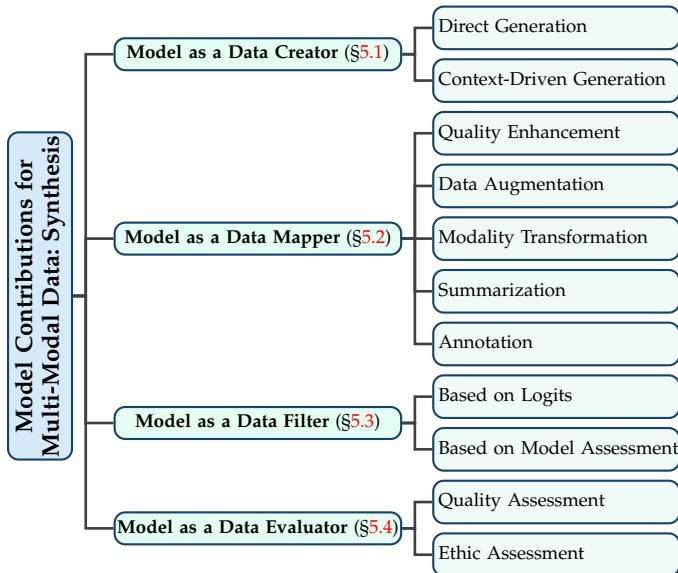 Model Contributions for
Multi-Modal Data: Synthesis
Model as a Data Creator (§5.1)
Direct Generation
Context-Driven Generation
Model as a Data Mapper (§5.2)
Quality Enhancement
Data Augmentation
Modality Transformation
Summarization
Annotation
Model as a Data Filter (§5.3)
Based on Logits
Based on Model Assessment
Model as a Data Evaluator (§5.4)
Quality Assessment
Ethic Assessment